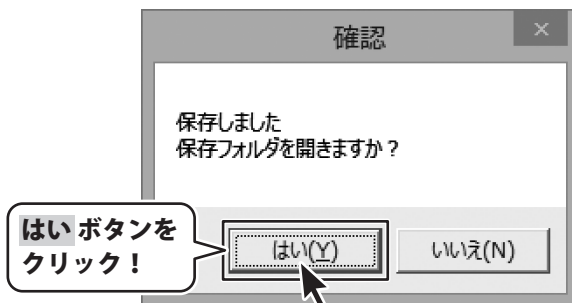 確認
保存しました
保存フォルダを開きますか？
はい ボタンを
クリック！
はい(Y)
いいえ(N)